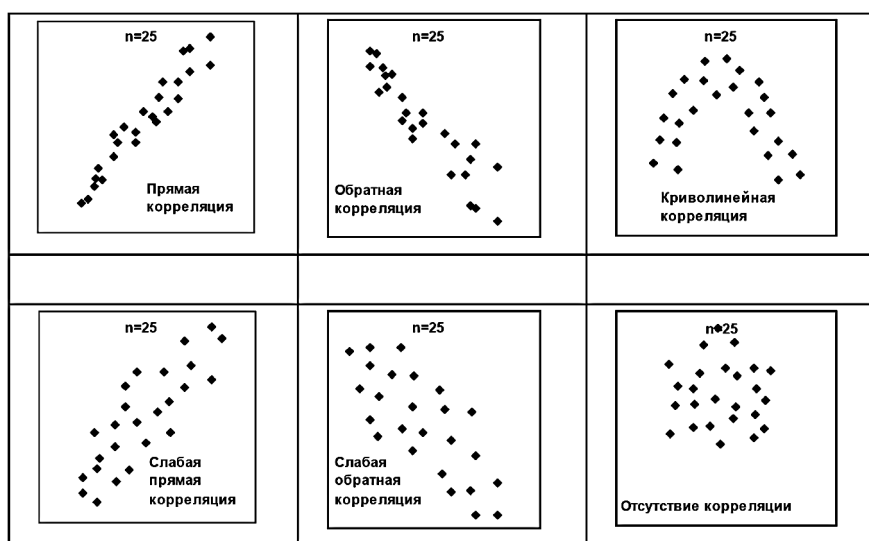 n=25
Прямая
корреляция
n=25
Обратная
корреляция
n=25
Криволинейная
корреляция
n=25
Слабая
прямая
корреляция
n=25
Слабая
обратная
корреляция
n=25
Отсутствие корреляции